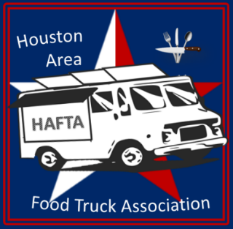 Houston
Area
HAFTA
Food Truck Association